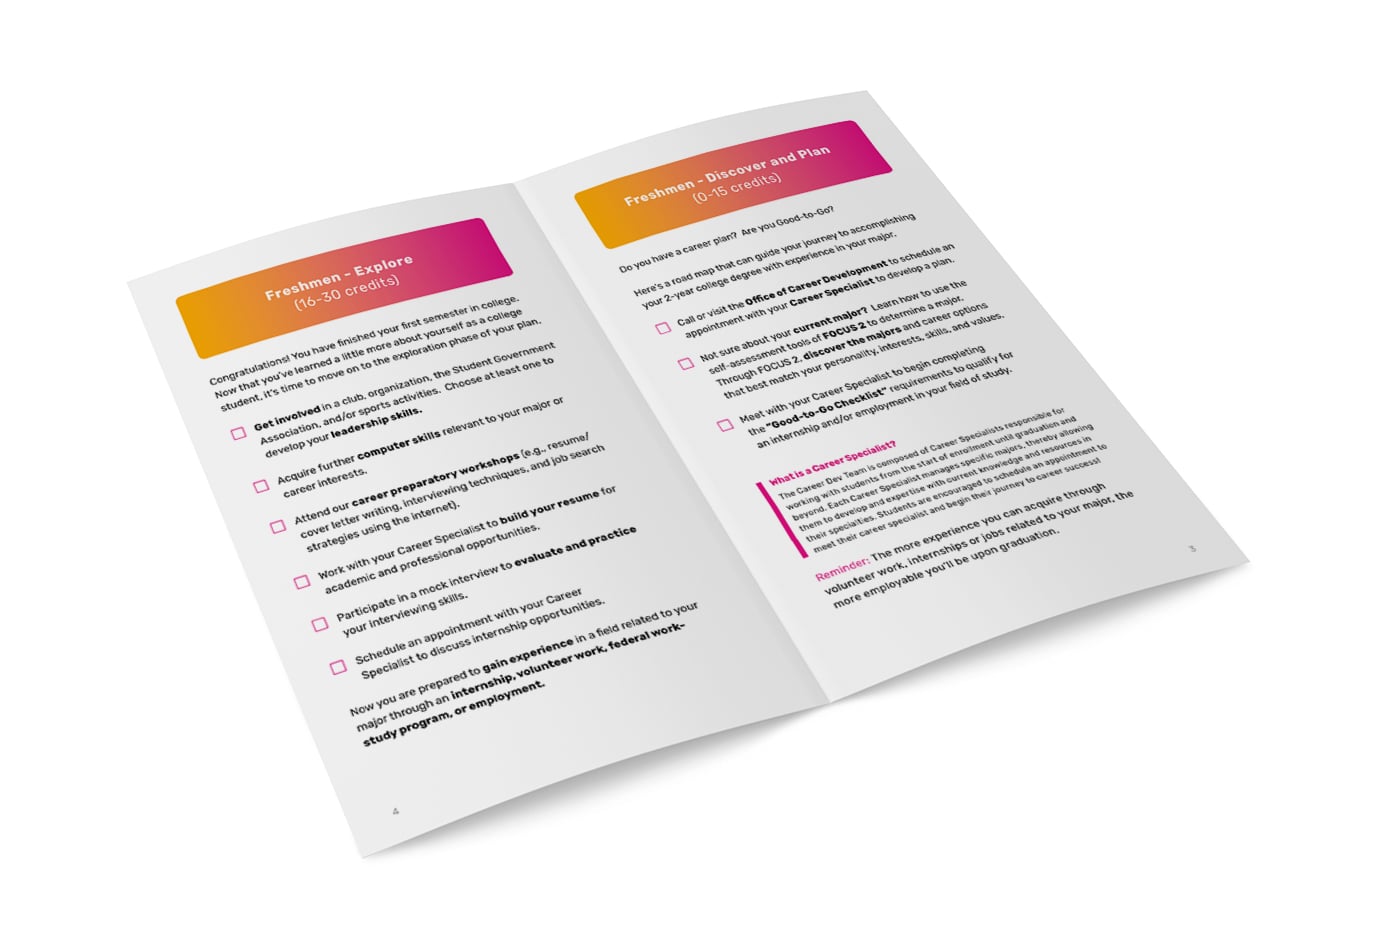 Freshmen - Explore
(16-30 credits)
Congratulations! You have finished your first semester in college.
Now that you've learned a little more about yourself as a college
student, it's time to move on to the exploration phase of your plan.
Get involved in a club, organization, the Student Government
Association, and/or sports activities. Choose at least one to
develop your leadership skills.
Acquire further computer skills relevant to your major or
career interests.
Attend our career preparatory workshops (e.g., resume/
cover letter writing, interviewing techniques, and job search
strategies using the internet).
Work with your Career Specialist to build your resume for
academic and professional opportunities.
Participate in a mock interview to evaluate and practice
your interviewing skills.
Schedule an appointment with your Career
Specialist to discuss internship opportunities.
Now you are prepared to gain experience in a field related to your
major through an internship, volunteer work, federal work-
study program, or employment.
4
Freshmen - Discover and Plan
(0-15 credits)
Do you have a career plan? Are you Good-to-Go?
Here's a road map that can guide your journey to accomplishing
your 2-year college degree with experience in your major.
Call or visit the Office of Career Development to schedule an
appointment with your Career Specialist to develop a plan.
Not sure about your current major? Learn how to use the
self-assessment tools of FOCUS 2 to determine a major.
Through FOCUS 2, discover the majors and career options
that best match your personality, interests, skills, and values.
Meet with your Career Specialist to begin completing
the "Good-to-Go Checklist" requirements to qualify for
an internship and/or employment in your field of study.
What is a Career Specialist?
The Career Dev Team is composed of Career Specialists responsible for
working with students from the start of enrollment until graduation and
beyond. Each Career Specialist manages specific majors, thereby allowing
them to develop and expertise with current knowledge and resources in
their specialties. Students are encouraged to schedule an appointment to
meet their career specialist and begin their journey to career success!
Reminder: The more experience you can acquire through
volunteer work, internships or jobs related to your major, the
more employable you'll be upon graduation.
3